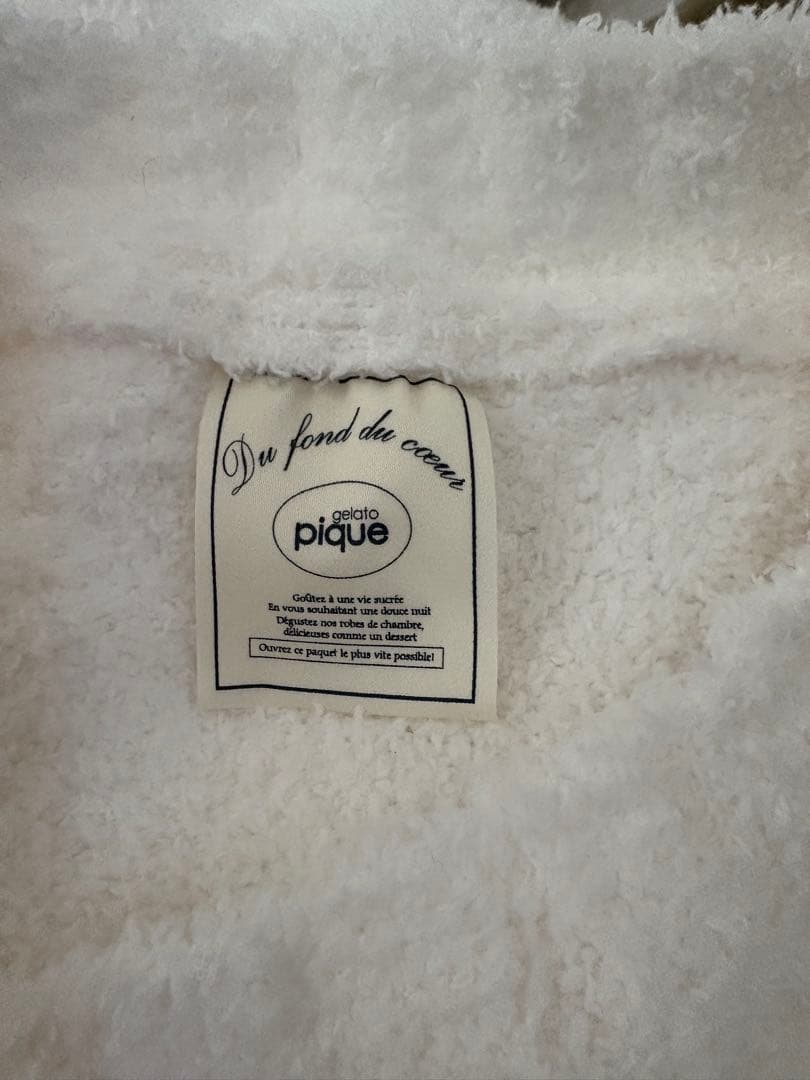 Du fond du cœur
gelato
pique
Goûtez à une vie sucrée
En vous souhaitant une douce nuit
Dégustez nos robes de chambre,
délicieuses comme un dessert
Ouvrez ce paquet le plus vite possible!